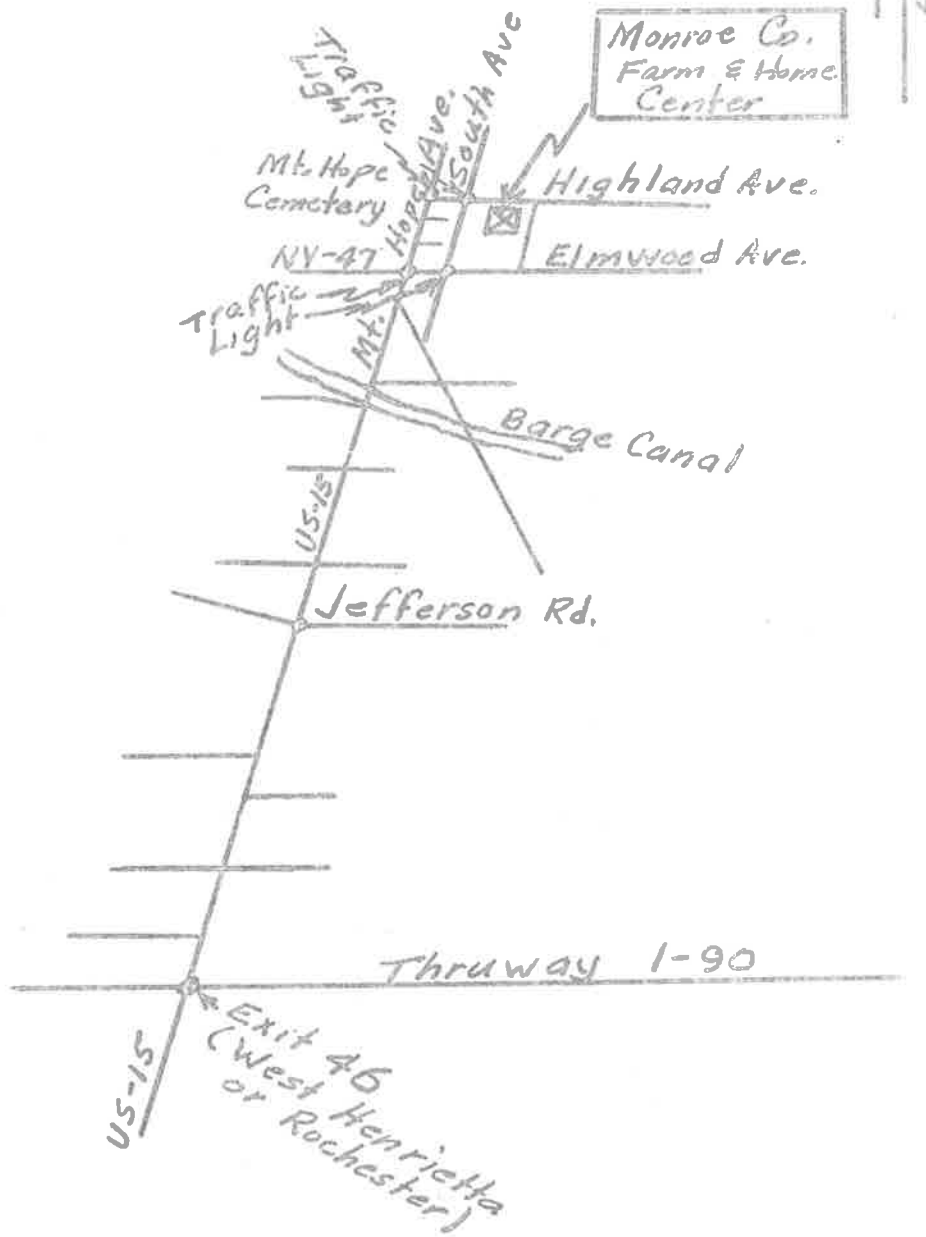 Monroe Co.
Farm & Home
Center
Traffic
Light
South Ave
Mt. Hope Ave.
Mt. Hope
Cemetery
Highland Ave.
NY-47
Elmwood Ave.
Traffic
Light
Barge Canal
US-15
Jefferson Rd.
Thruway I-90
Exit 46
(West Henrietta
or Rochester)
US-15